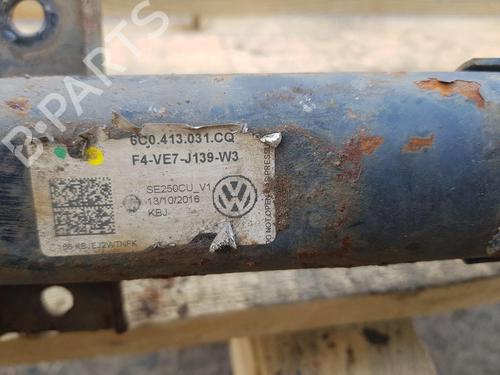 B-PARTS
6C0.413.031.CQ
F4-VE7-J139-W3
SE250CU_V1
13/10/2016
KBJ